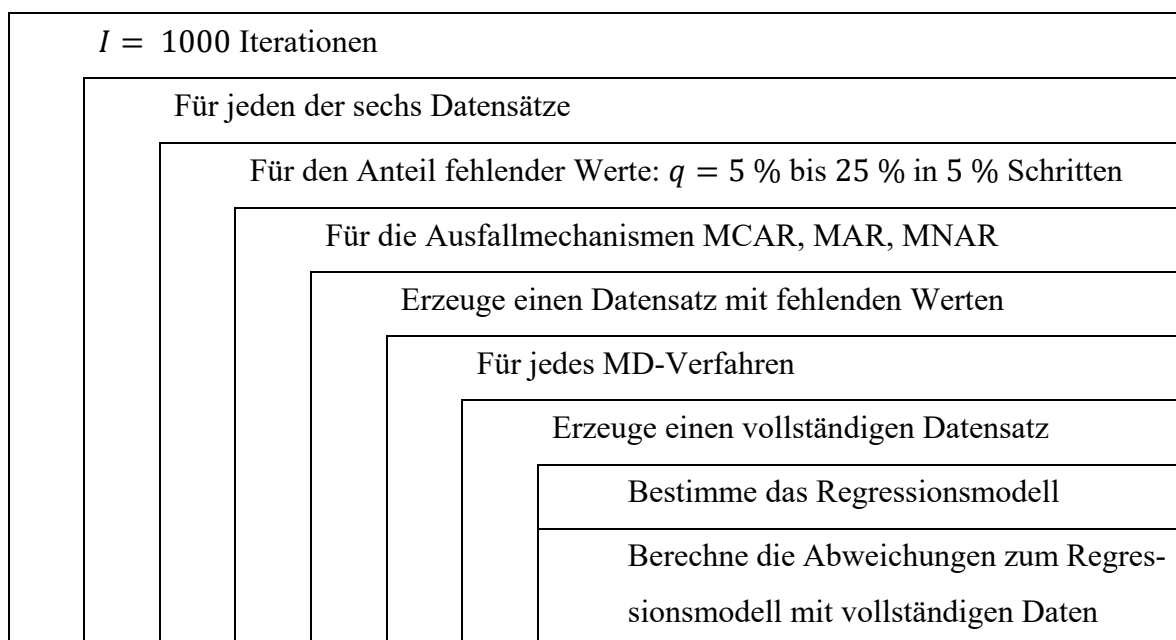 I = 1000 Iterationen
Für jeden der sechs Datensätze
Für den Anteil fehlender Werte: q = 5 % bis 25 % in 5 % Schritten
Für die Ausfallmechanismen MCAR, MAR, MNAR
Erzeuge einen Datensatz mit fehlenden Werten
Für jedes MD-Verfahren
Erzeuge einen vollständigen Datensatz
Bestimme das Regressionsmodell
Berechne die Abweichungen zum Regres-
sionsmodell mit vollständigen Daten